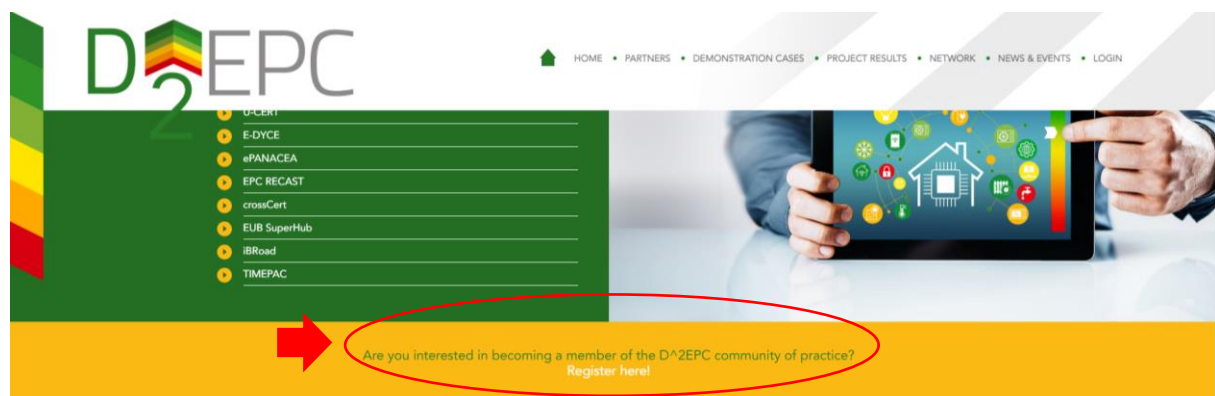 D2EPC
HOME • PARTNERS • DEMONSTRATION CASES • PROJECT RESULTS • NETWORK • NEWS & EVENTS • LOGIN
U-CERT
E-DYCE
ePANACEA
EPC RECAST
crossCert
EUB SuperHub
iBRoad
TIMEPAC
Are you interested in becoming a member of the D^2EPC community of practice?
Register here!